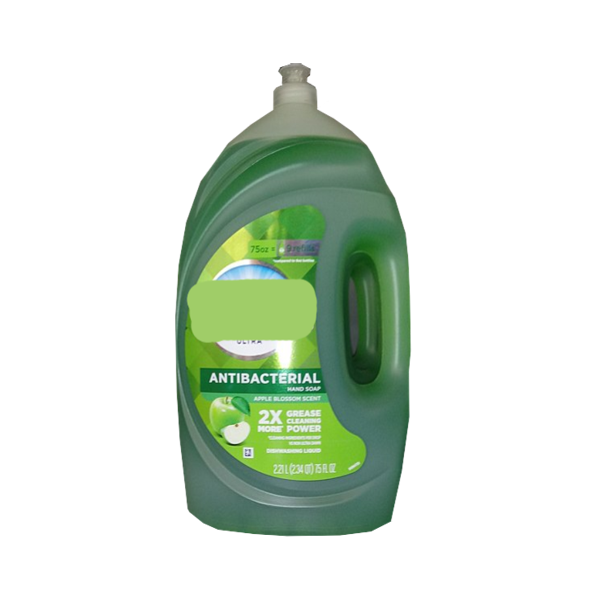 75oz =
ULTRA
ANTIBACTERIAL
HAND SOAP
APPLE BLOSSOM SCENT
2X
MORE*
GREASE
CLEANING
POWER
DISHWASHING LIQUID
2.21 L (2.34 QT) 75 FL OZ